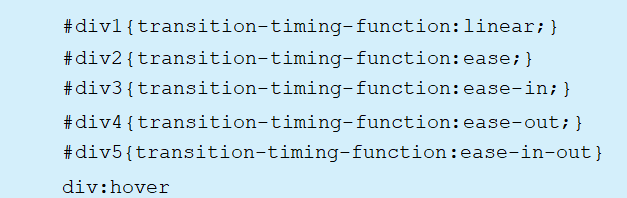 #div1{transition-timing-function:linear;}
#div2{transition-timing-function:ease;}
#div3{transition-timing-function:ease-in;}
#div4{transition-timing-function:ease-out;}
#div5{transition-timing-function:ease-in-out}
div:hover